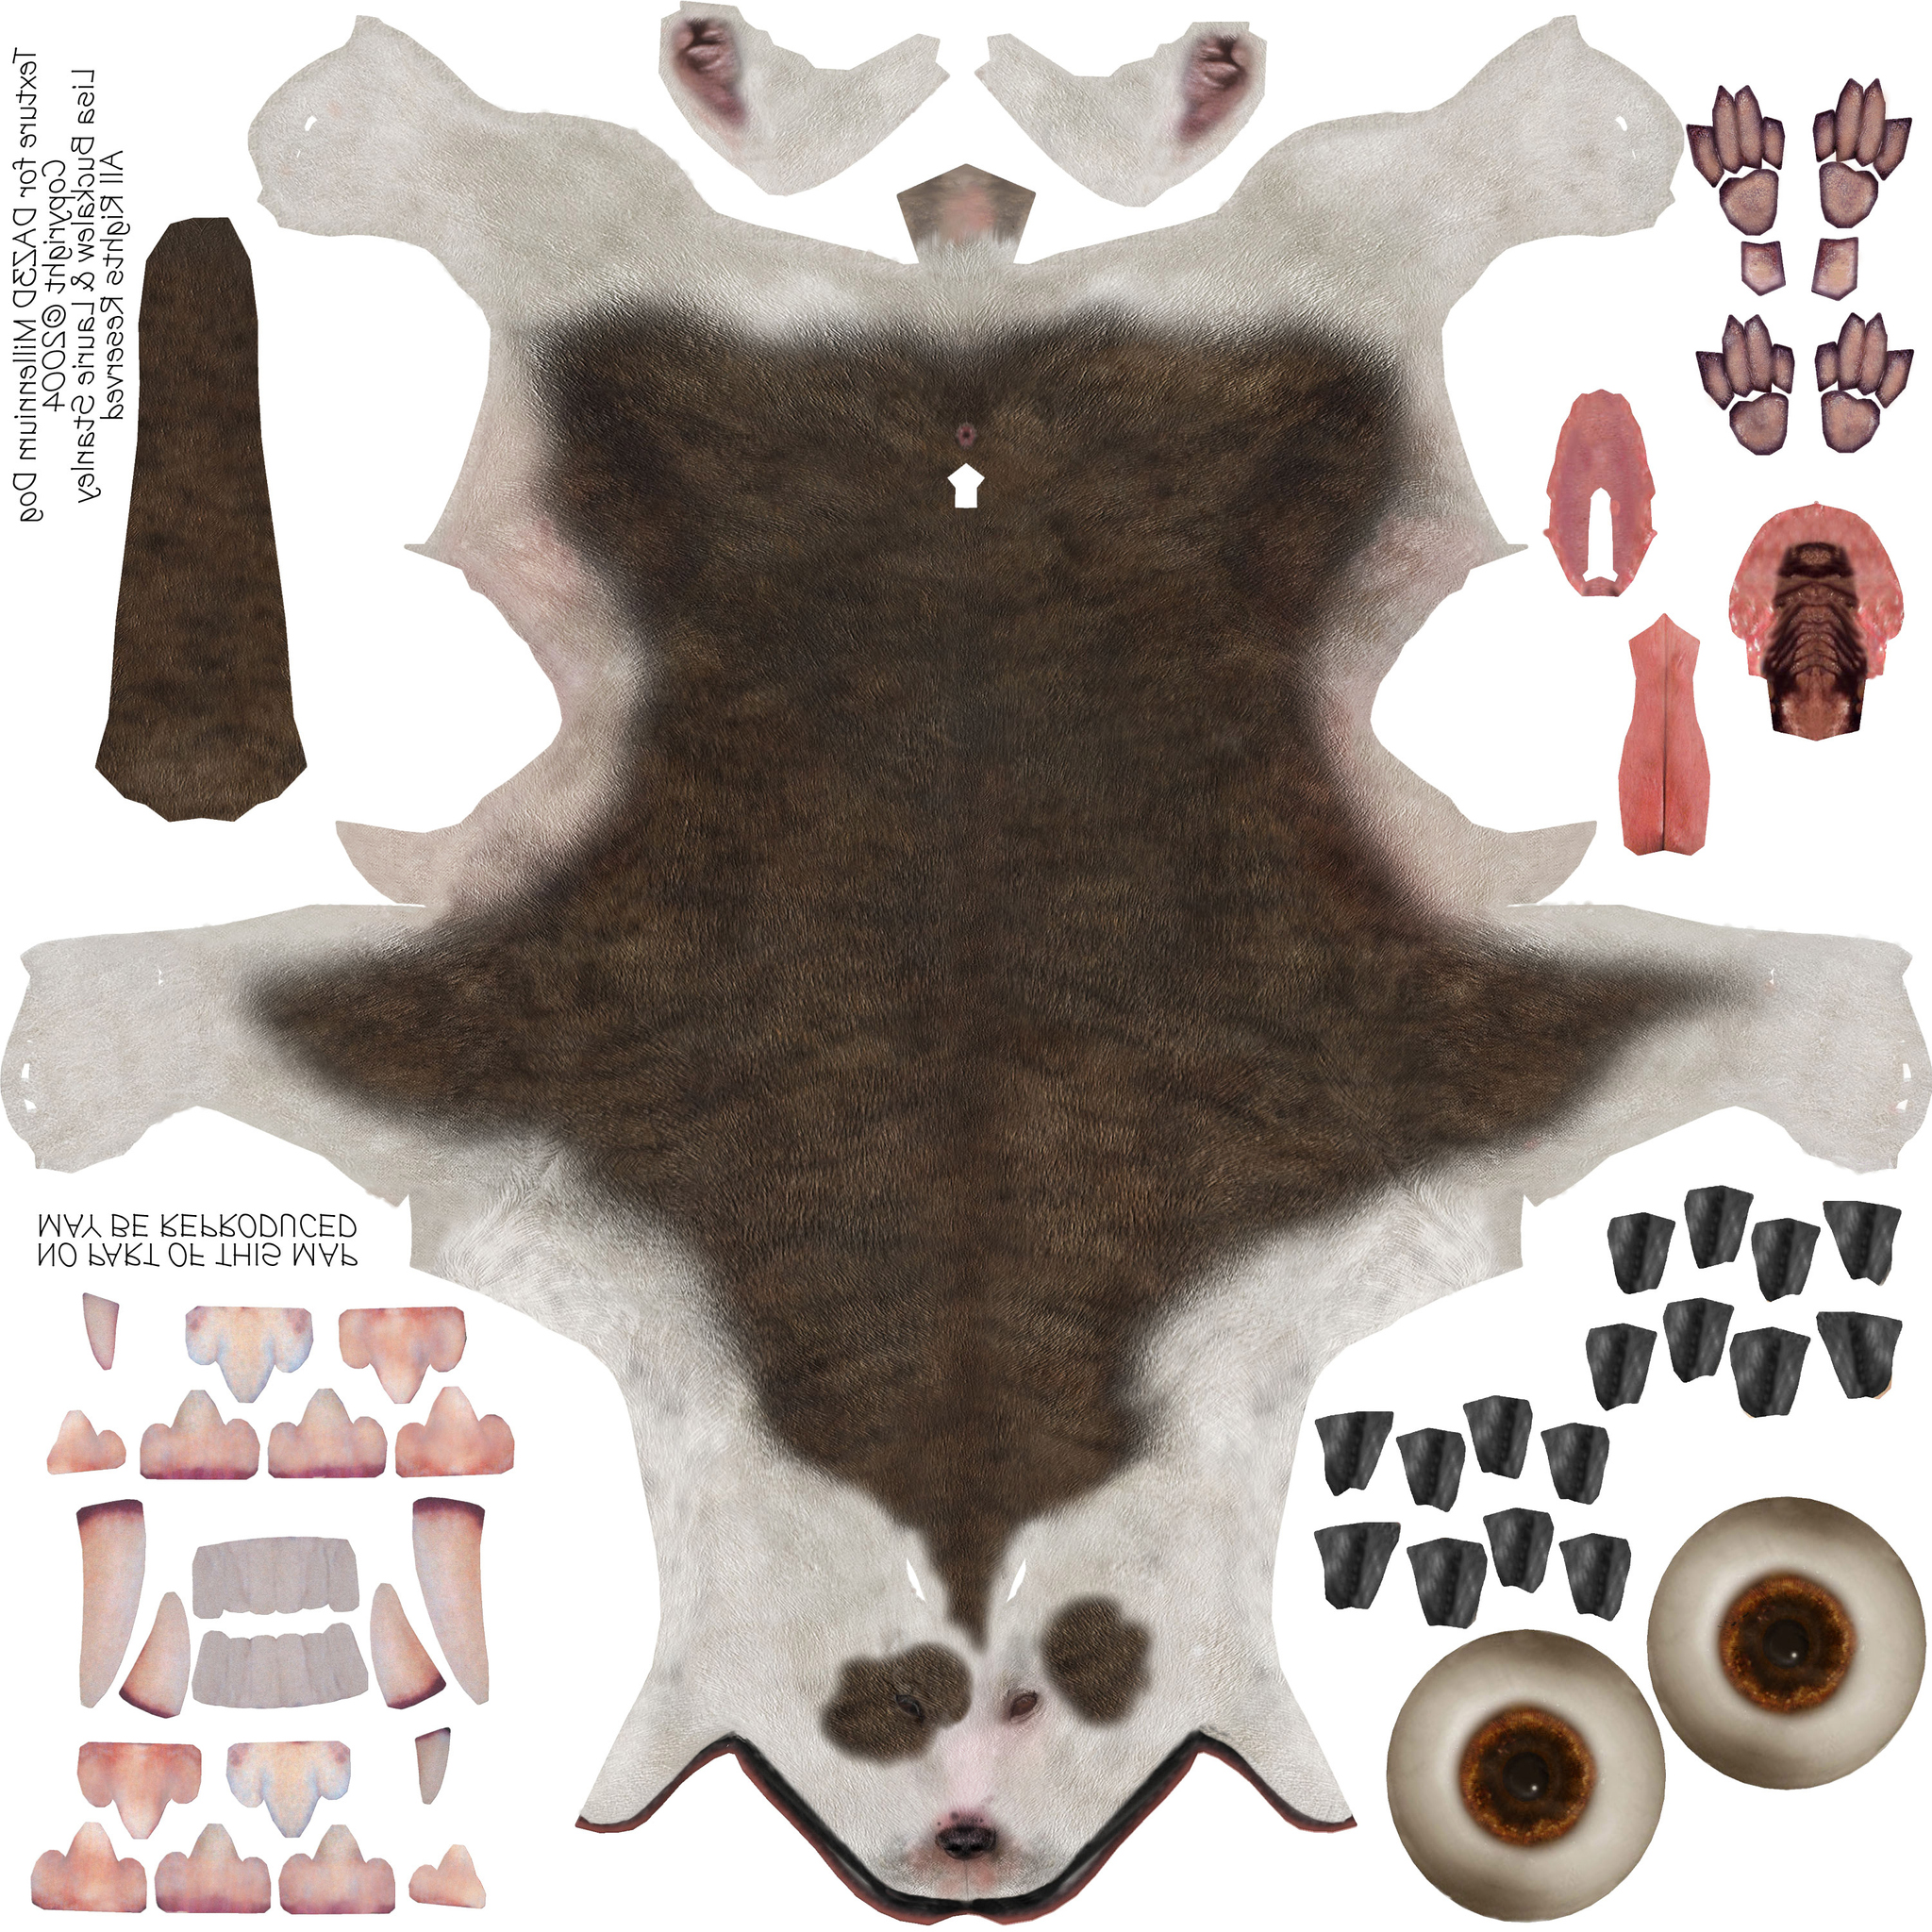 Texture for DAZ3D Millennium Dog
Lisa Buckalew & Laurie Stanley
Copyright ©2004
All Rights Reserved
NO PART OF THIS MAP
MAY BE REPRODUCED